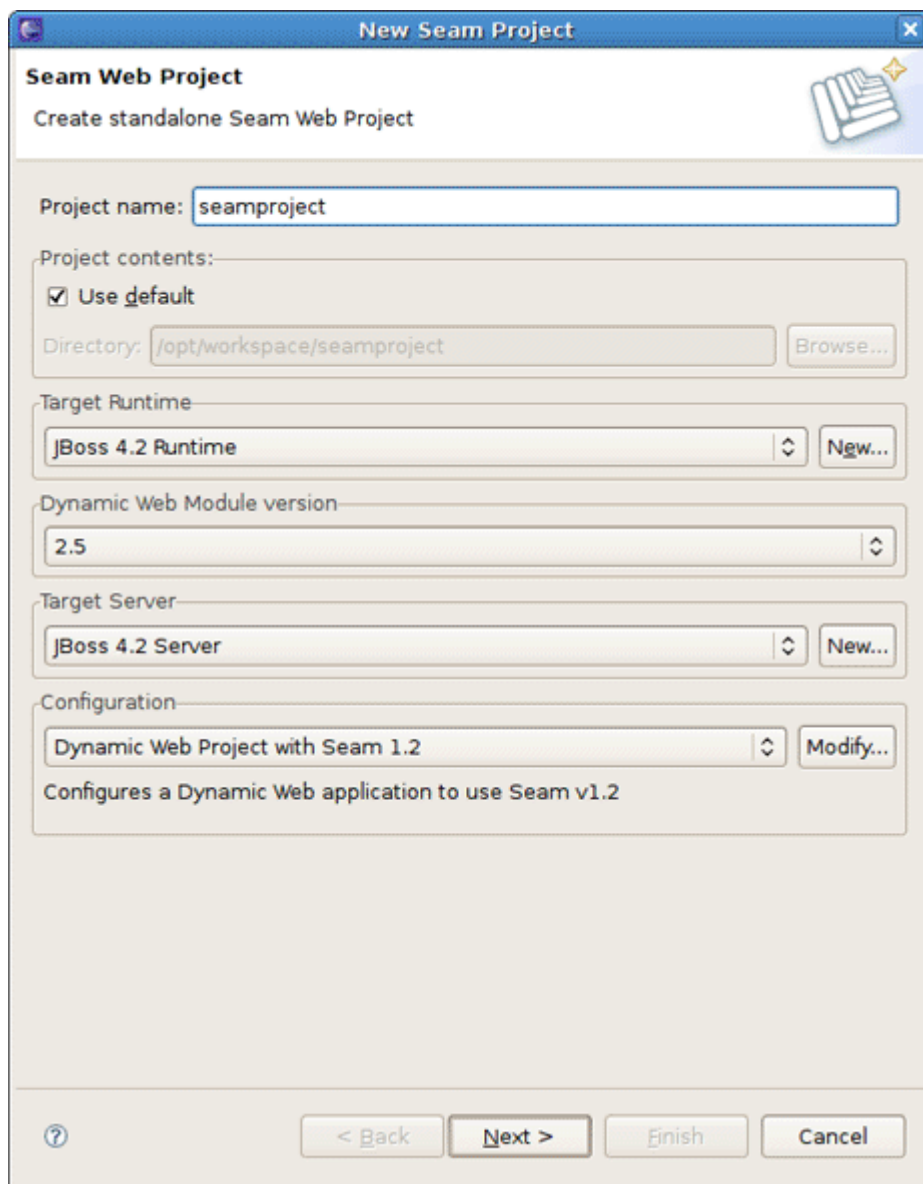 New Seam Project
Seam Web Project
Create standalone Seam Web Project
Project name: seamproject
Project contents:
Use default
Directory: /opt/workspace/seamproject Browse...
Target Runtime
JBoss 4.2 Runtime New...
Dynamic Web Module version
2.5
Target Server
JBoss 4.2 Server New...
Configuration
Dynamic Web Project with Seam 1.2 Modify...
Configures a Dynamic Web application to use Seam v1.2
? < Back Next > Finish Cancel